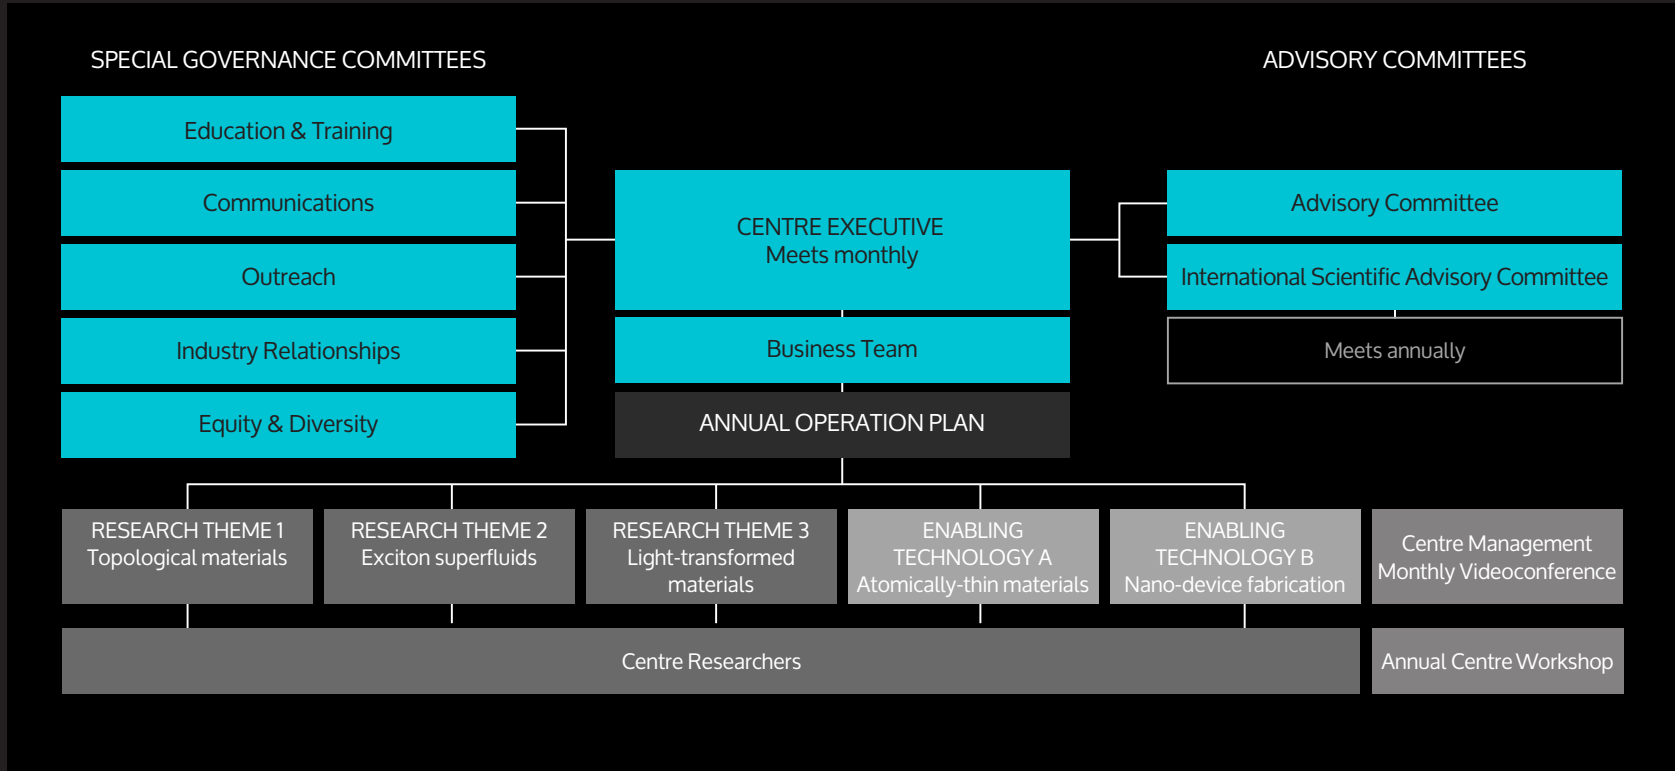 SPECIAL GOVERNANCE COMMITTEES
Education & Training
Communications
Outreach
Industry Relationships
Equity & Diversity
CENTRE EXECUTIVE
Meets monthly
Business Team
ANNUAL OPERATION PLAN
ADVISORY COMMITTEES
Advisory Committee
International Scientific Advisory Committee
Meets annually
RESEARCH THEME 1
Topological materials
RESEARCH THEME 2
Exciton superfluids
RESEARCH THEME 3
Light-transformed
materials
ENABLING
TECHNOLOGY A
Atomically-thin materials
ENABLING
TECHNOLOGY B
Nano-device fabrication
Centre Management
Monthly Videoconference
Centre Researchers
Annual Centre Workshop